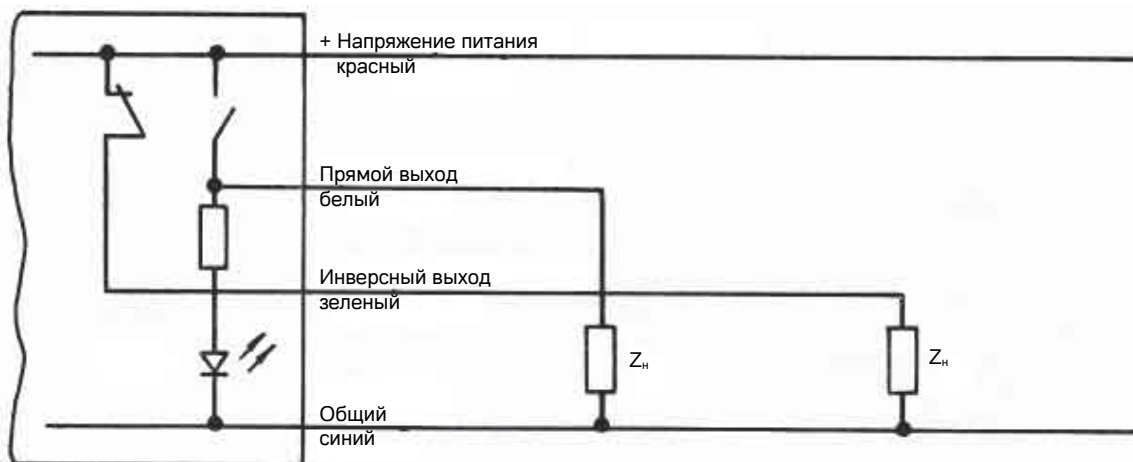 + Напряжение питания
красный
Прямой выход
белый
Инверсный выход
зеленый
Zн
Zн
Общий
синий